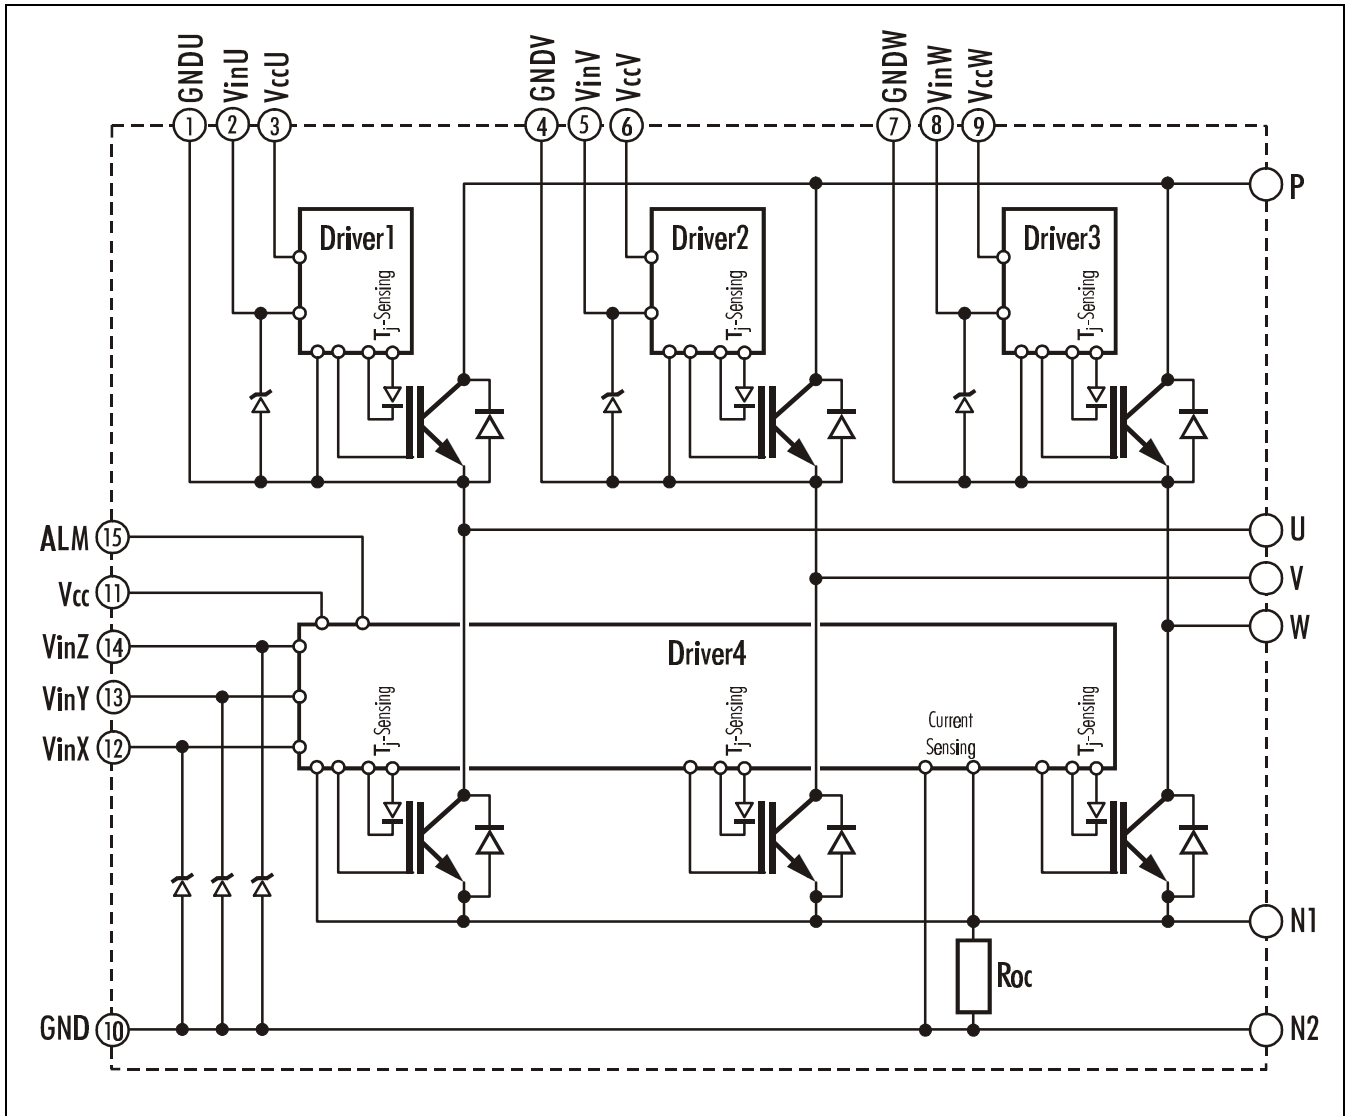 GNDU
VinU
VccU
GNDV
VinV
VccV
GNDW
VinW
VccW
1
2
3
4
5
6
7
8
9
P
Driver1
Driver2
Driver3
Tj-Sensing
Tj-Sensing
Tj-Sensing
ALM 15
U
Vcc 11
V
VinZ 14
W
Driver4
VinY 13
VinX 12
Tj-Sensing
Tj-Sensing
Current
Sensing
Tj-Sensing
N1
Roc
GND 10
N2